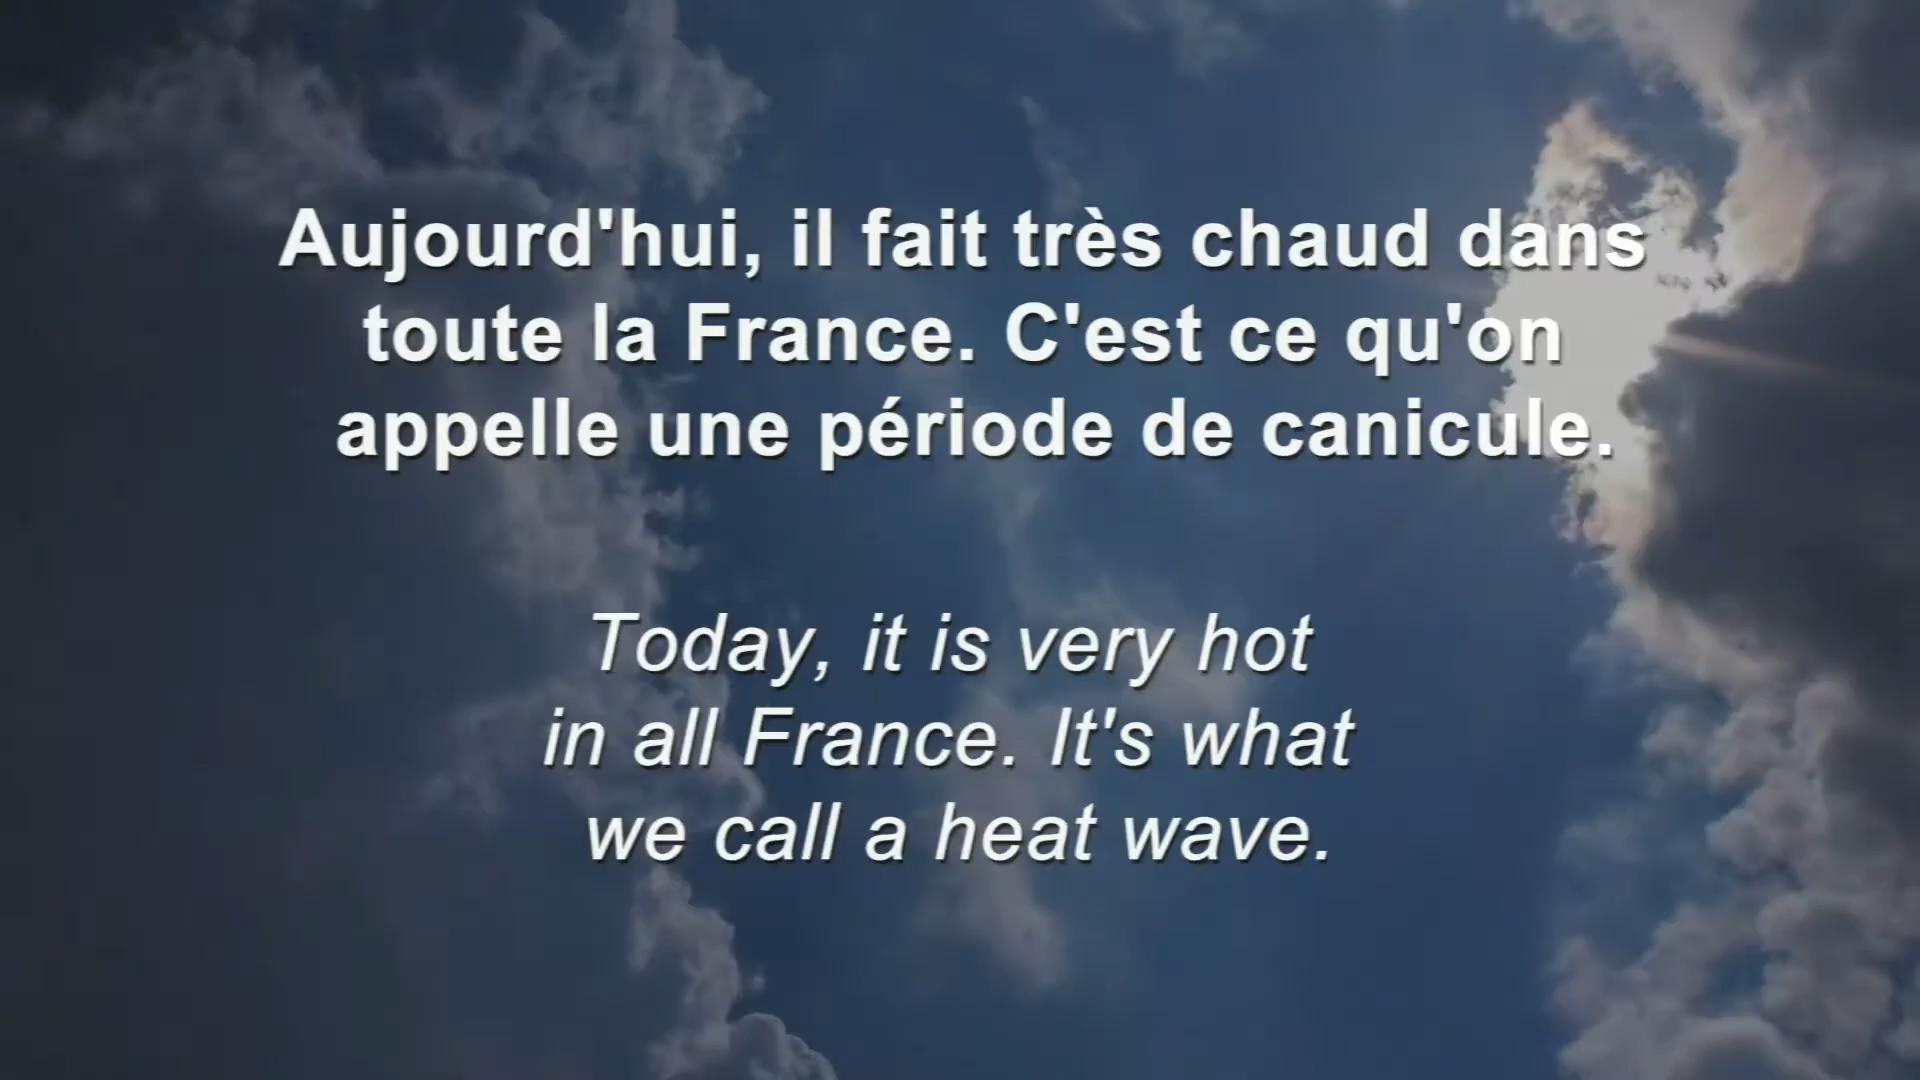 Aujourd'hui, il fait très chaud dans
toute la France. C'est ce qu'on
appelle une période de canicule.
Today, it is very hot
in all France. It's what
we call a heat wave.